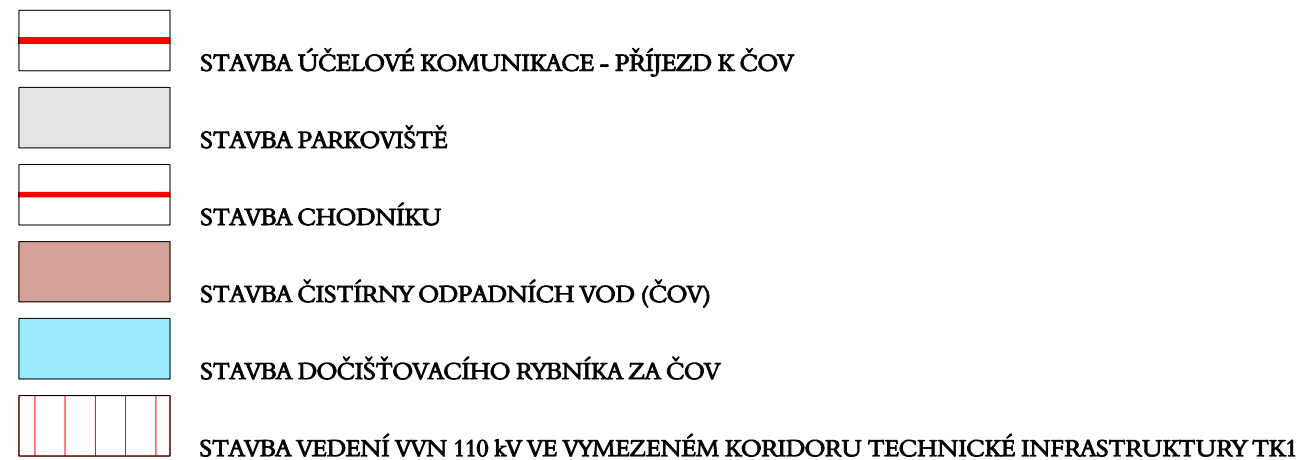 STAVBA ÚČELOVÉ KOMUNIKACE - PŘÍJEZD K ČOV
STAVBA PARKOVIŠTĚ
STAVBA CHODNÍKU
STAVBA ČISTÍRNY ODPADNÍCH VOD (ČOV)
STAVBA DOČIŠŤOVACÍHO RYBNÍKA ZA ČOV
STAVBA VEDENÍ VVN 110 kV VE VYMEZENÉM KORIDORU TECHNICKÉ INFRASTRUKTURY TK1